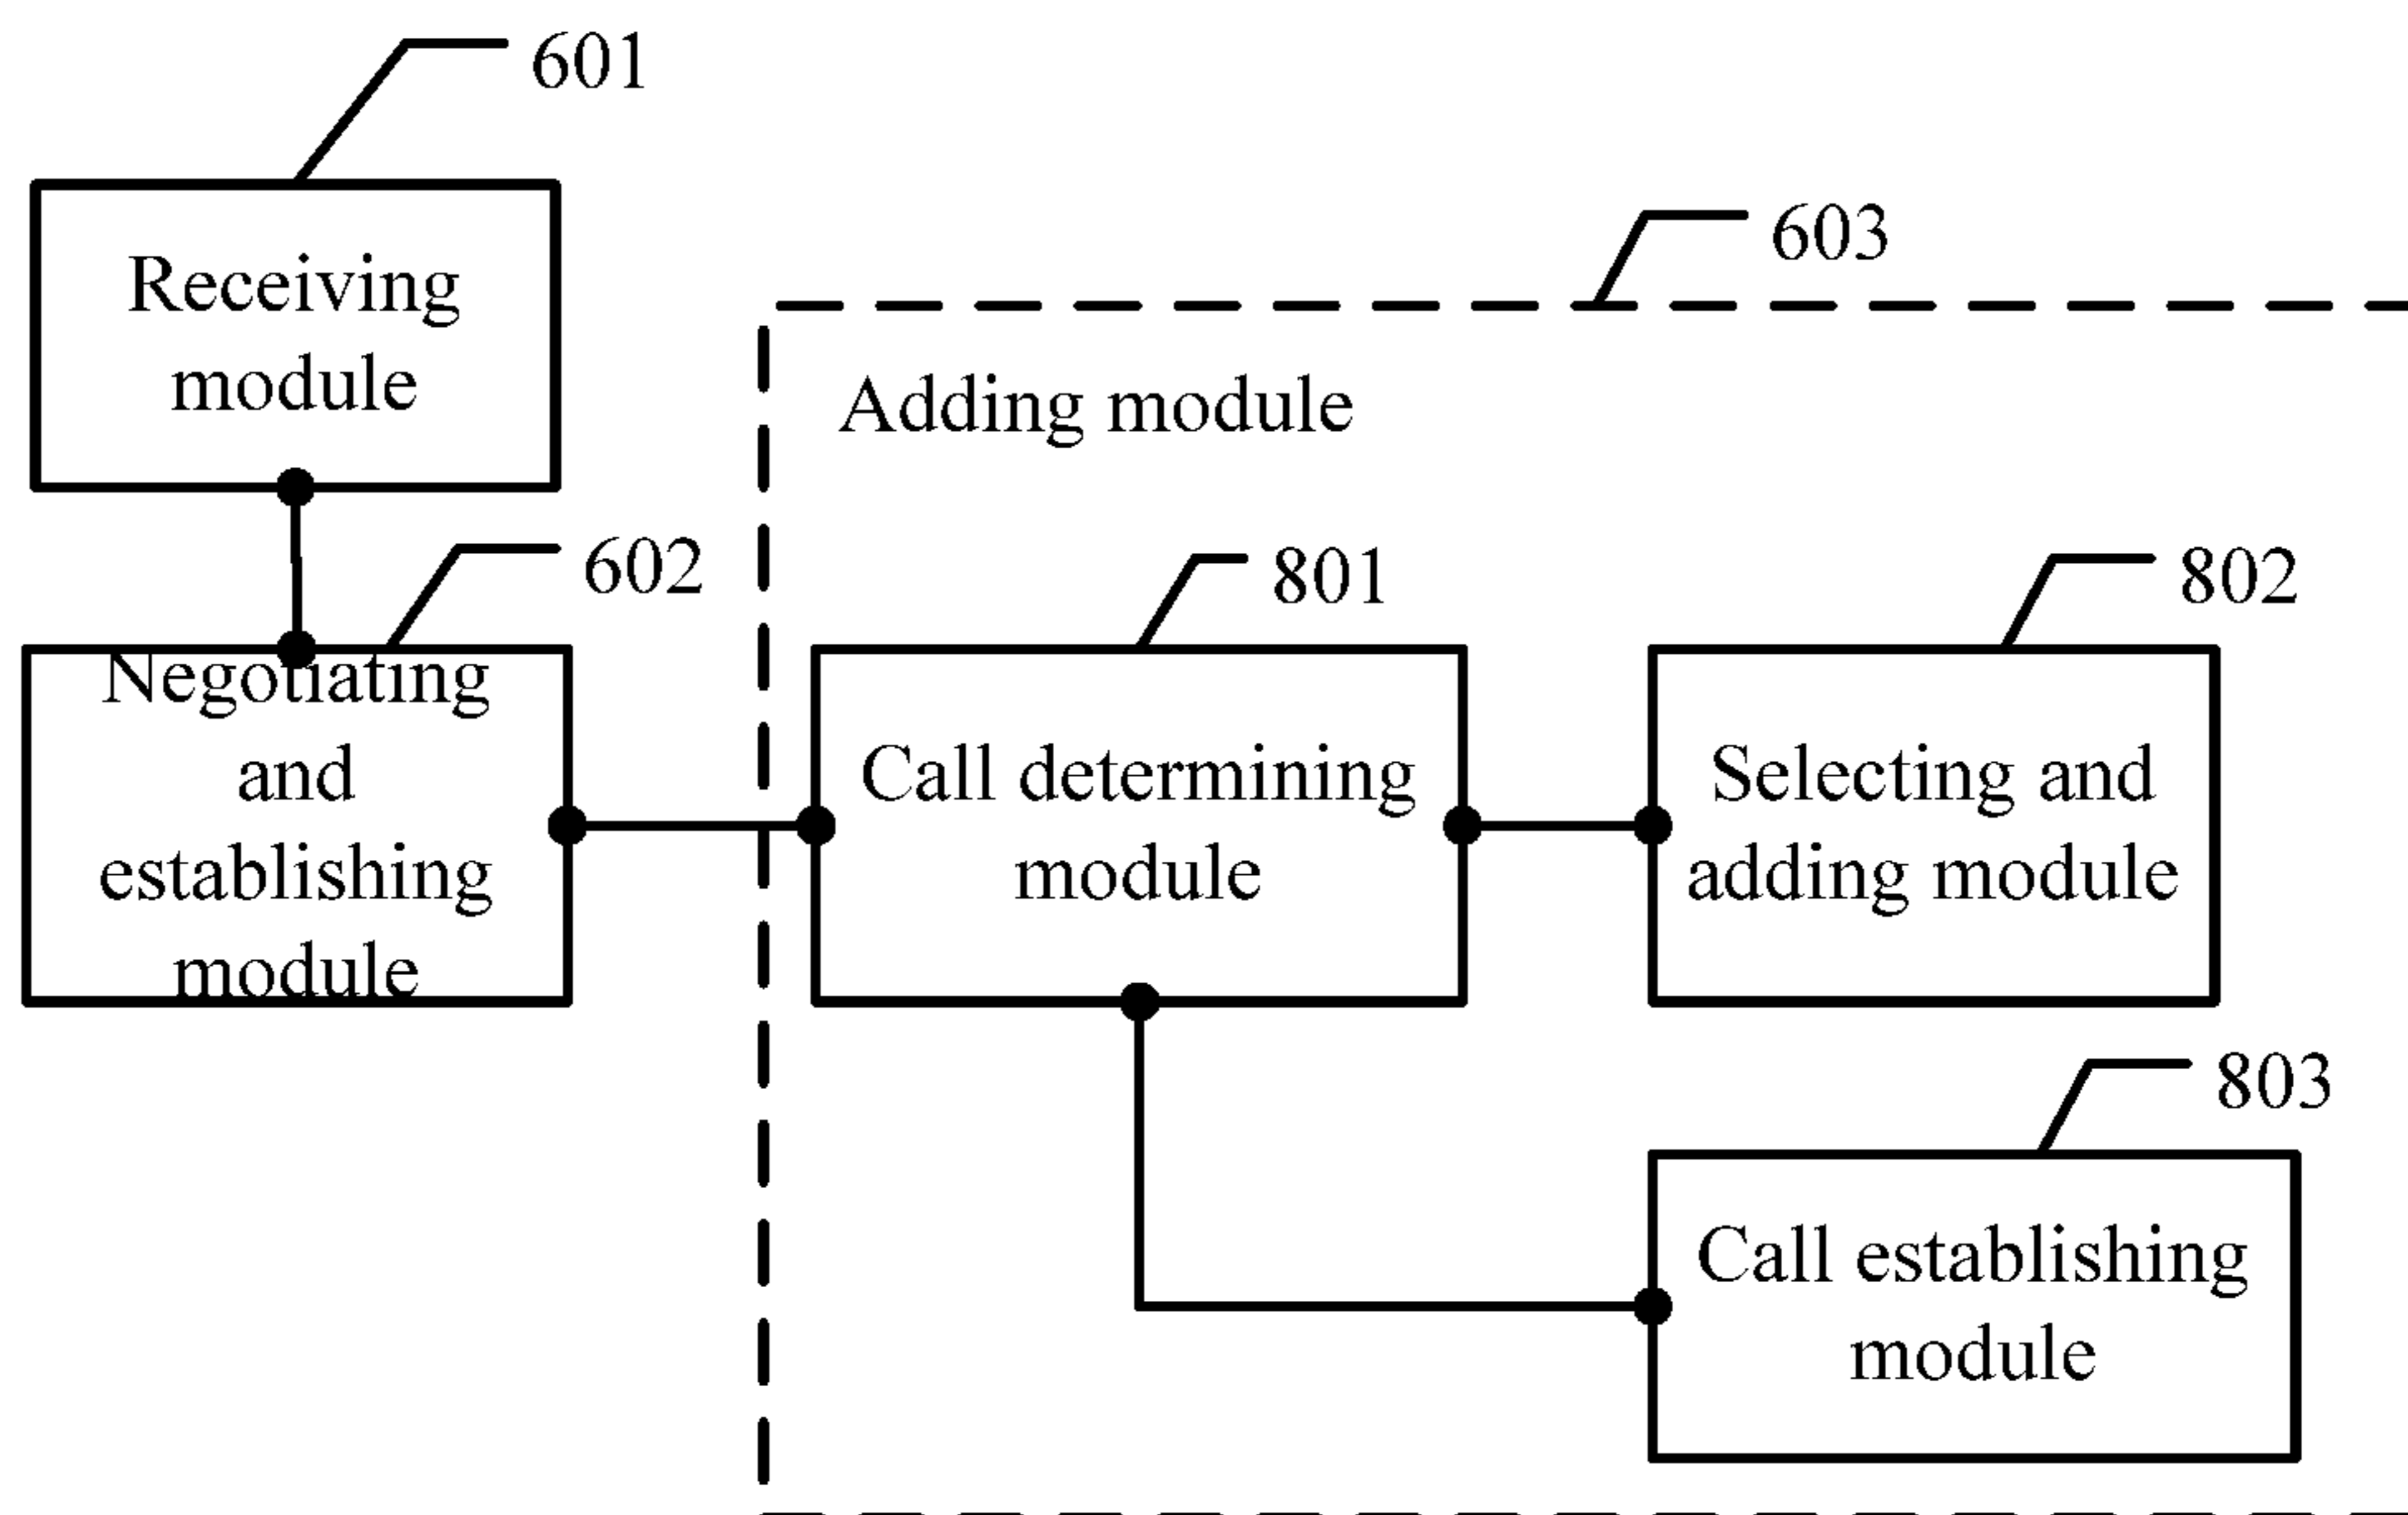 601
Receiving
module
603
Adding module
602
Negotiating
and
establishing
module
801
Call determining
module
802
Selecting and
adding module
803
Call establishing
module